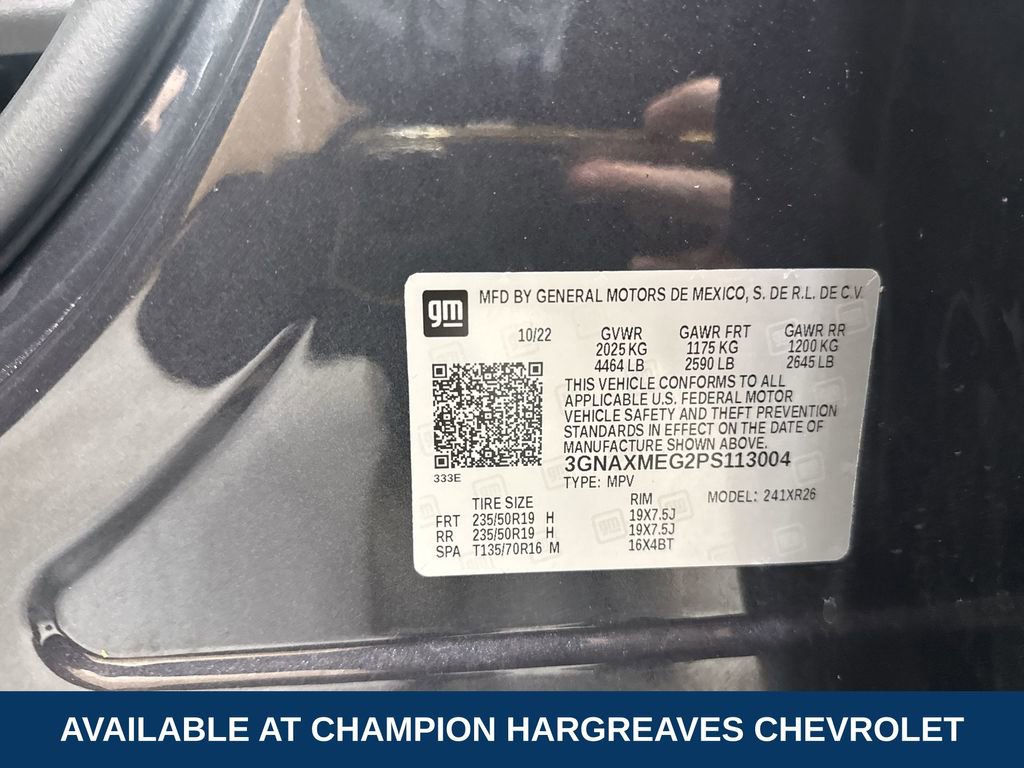 gm
MFD BY GENERAL MOTORS DE MEXICO, S. DE R.L. DE C.V.
10/22 GVWR GAWR FRT GAWR RR
2025 KG 1175 KG 1200 KG
4464 LB 2590 LB 2645 LB
THIS VEHICLE CONFORMS TO ALL
APPLICABLE U.S. FEDERAL MOTOR
VEHICLE SAFETY AND THEFT PREVENTION
STANDARDS IN EFFECT ON THE DATE OF
MANUFACTURE SHOWN ABOVE.
3GNAXMEG2PS113004
333E
TYPE: MPV
TIRE SIZE RIM MODEL: 241XR26
FRT 235/50R19 H 19X7.5J
RR 235/50R19 H 19X7.5J
SPA T135/70R16 M 16X4BT
AVAILABLE AT CHAMPION HARGREAVES CHEVROLET